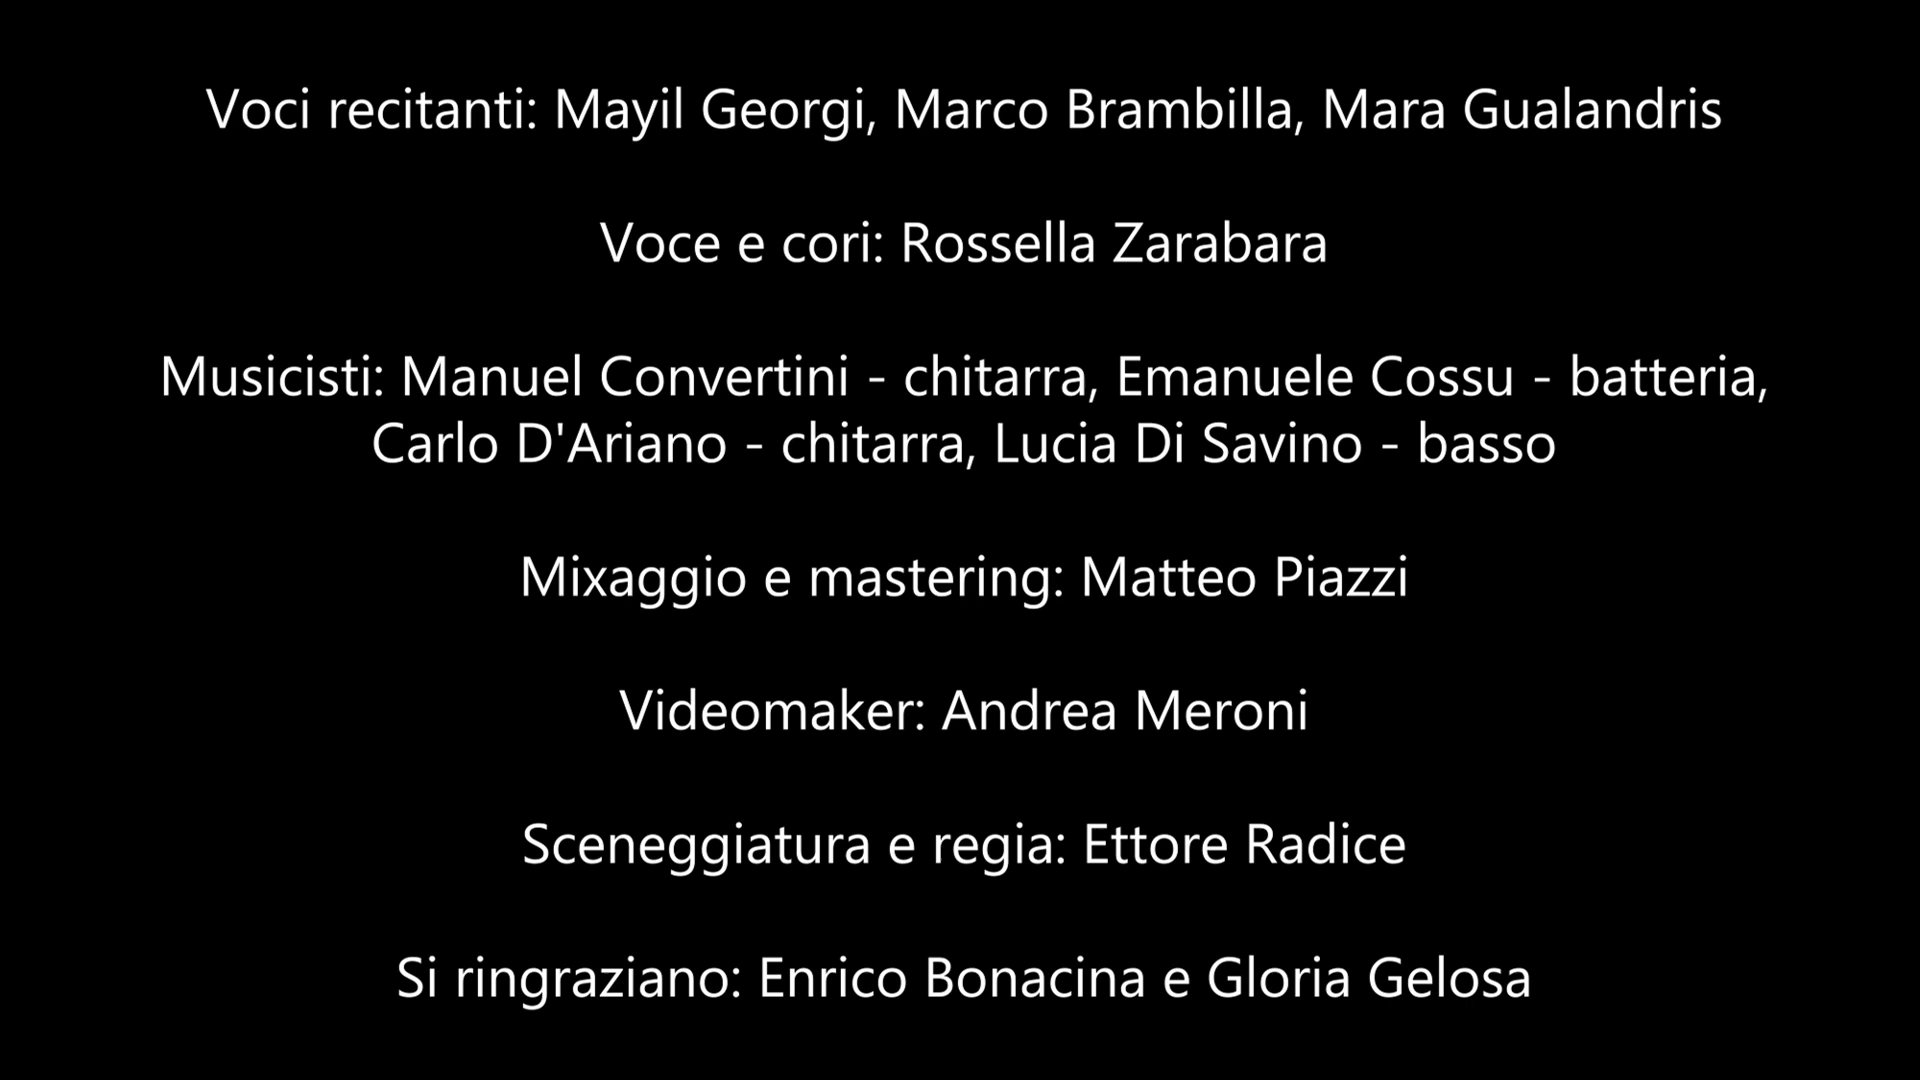 Voci recitanti: Mayil Georgi, Marco Brambilla, Mara Gualandris
Voce e cori: Rossella Zarabara
Musicisti: Manuel Convertini - chitarra, Emanuele Cossu - batteria,
Carlo D'Ariano - chitarra, Lucia Di Savino - basso
Mixaggio e mastering: Matteo Piazzi
Videomaker: Andrea Meroni
Sceneggiatura e regia: Ettore Radice
Si ringraziano: Enrico Bonacina e Gloria Gelosa